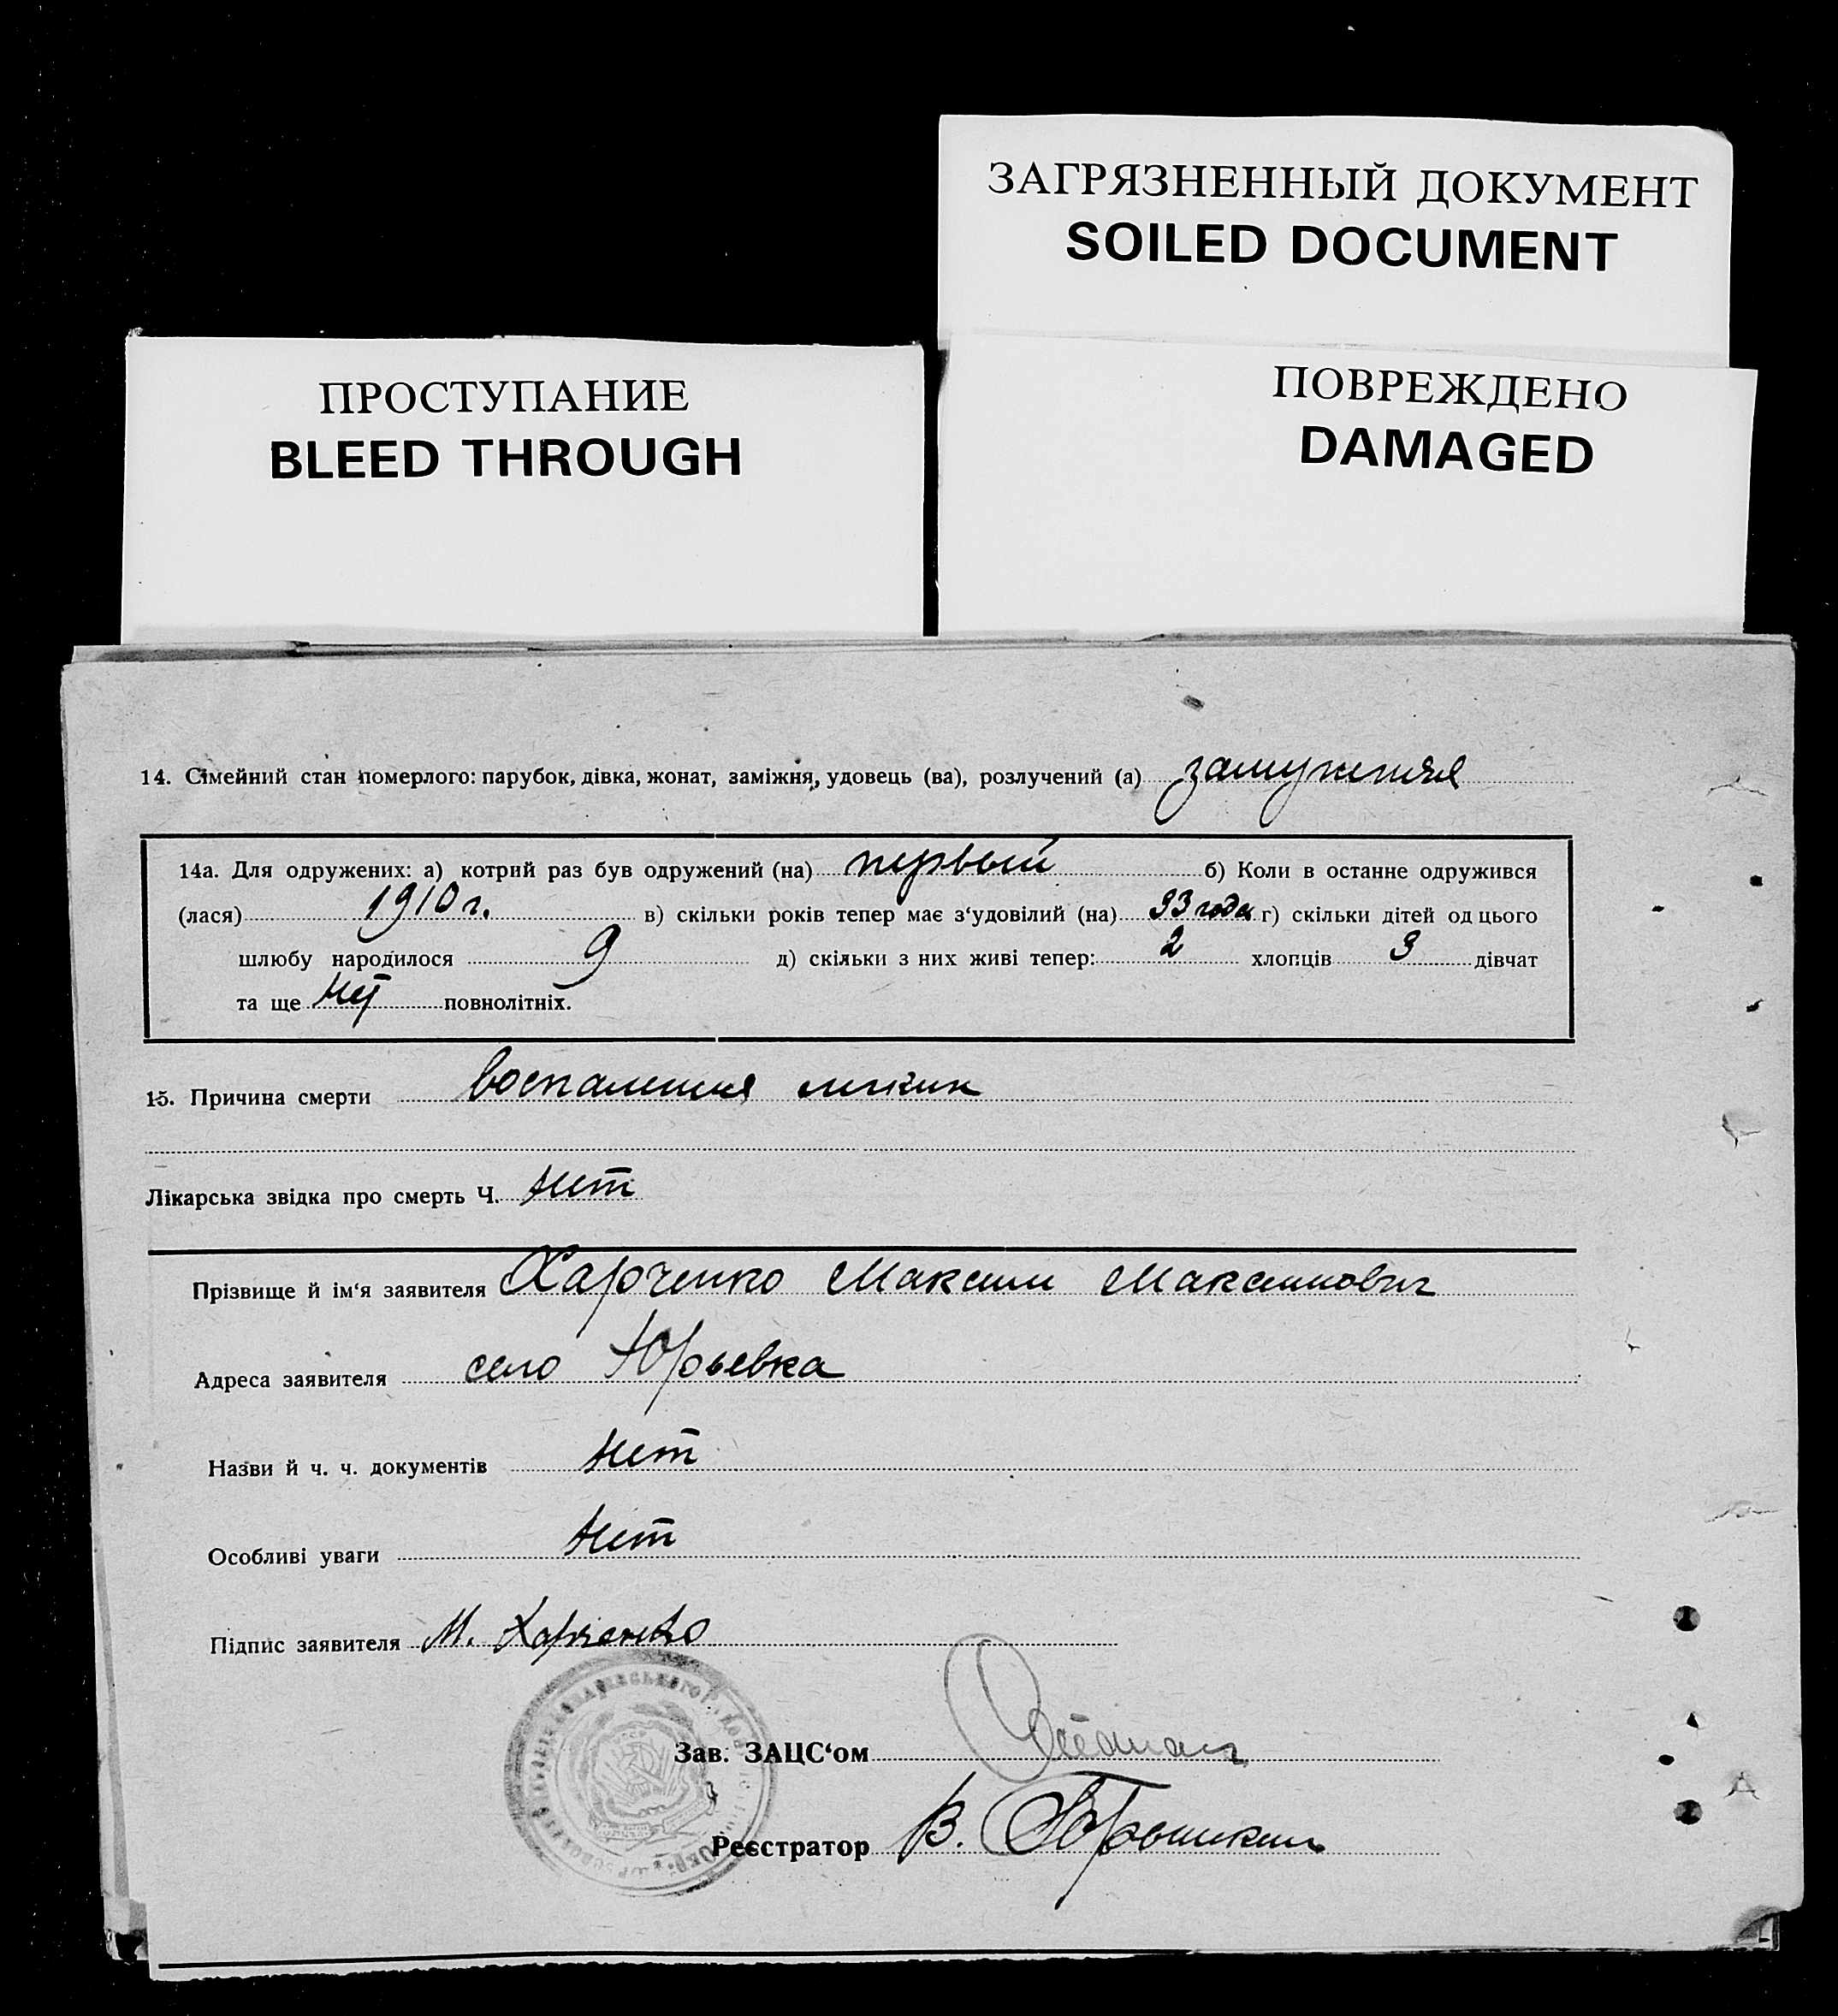 ЗАГРЯЗНЕННЫЙ ДОКУМЕНТ
SOILED DOCUMENT
ПРОСТУПАНИЕ
BLEED THROUGH
ПОВРЕЖДЕНО
DAMAGED
14. Сімейний стан померлого: парубок, дівка, жонат, заміжня, удовець (ва), розлучений (а) замужняя
14а. Для одружених: а) котрий раз був одружений (на) первый б) Коли в останне одружився
(лася) 1910 г. в) скільки років тепер має з'удовілий (на) 33 года г) скільки дітей од цього
шлюбу народилося 9 д) скільки з них живі тепер: 2 хлопців 3 дівчат
та ще нет повнолітніх.
15. Причина смерти воспаления
Лікарська звідка про смерть Ч. нет
Прізвище й ім'я заявителя Харченко Максим Максимович
Адреса заявителя село Юрьевка
Назви й ч. ч. документів нет
Особливі уваги нет
Підпис заявителя М. Харченко
Зав. ЗАЦС'ом
Реєстратор В.